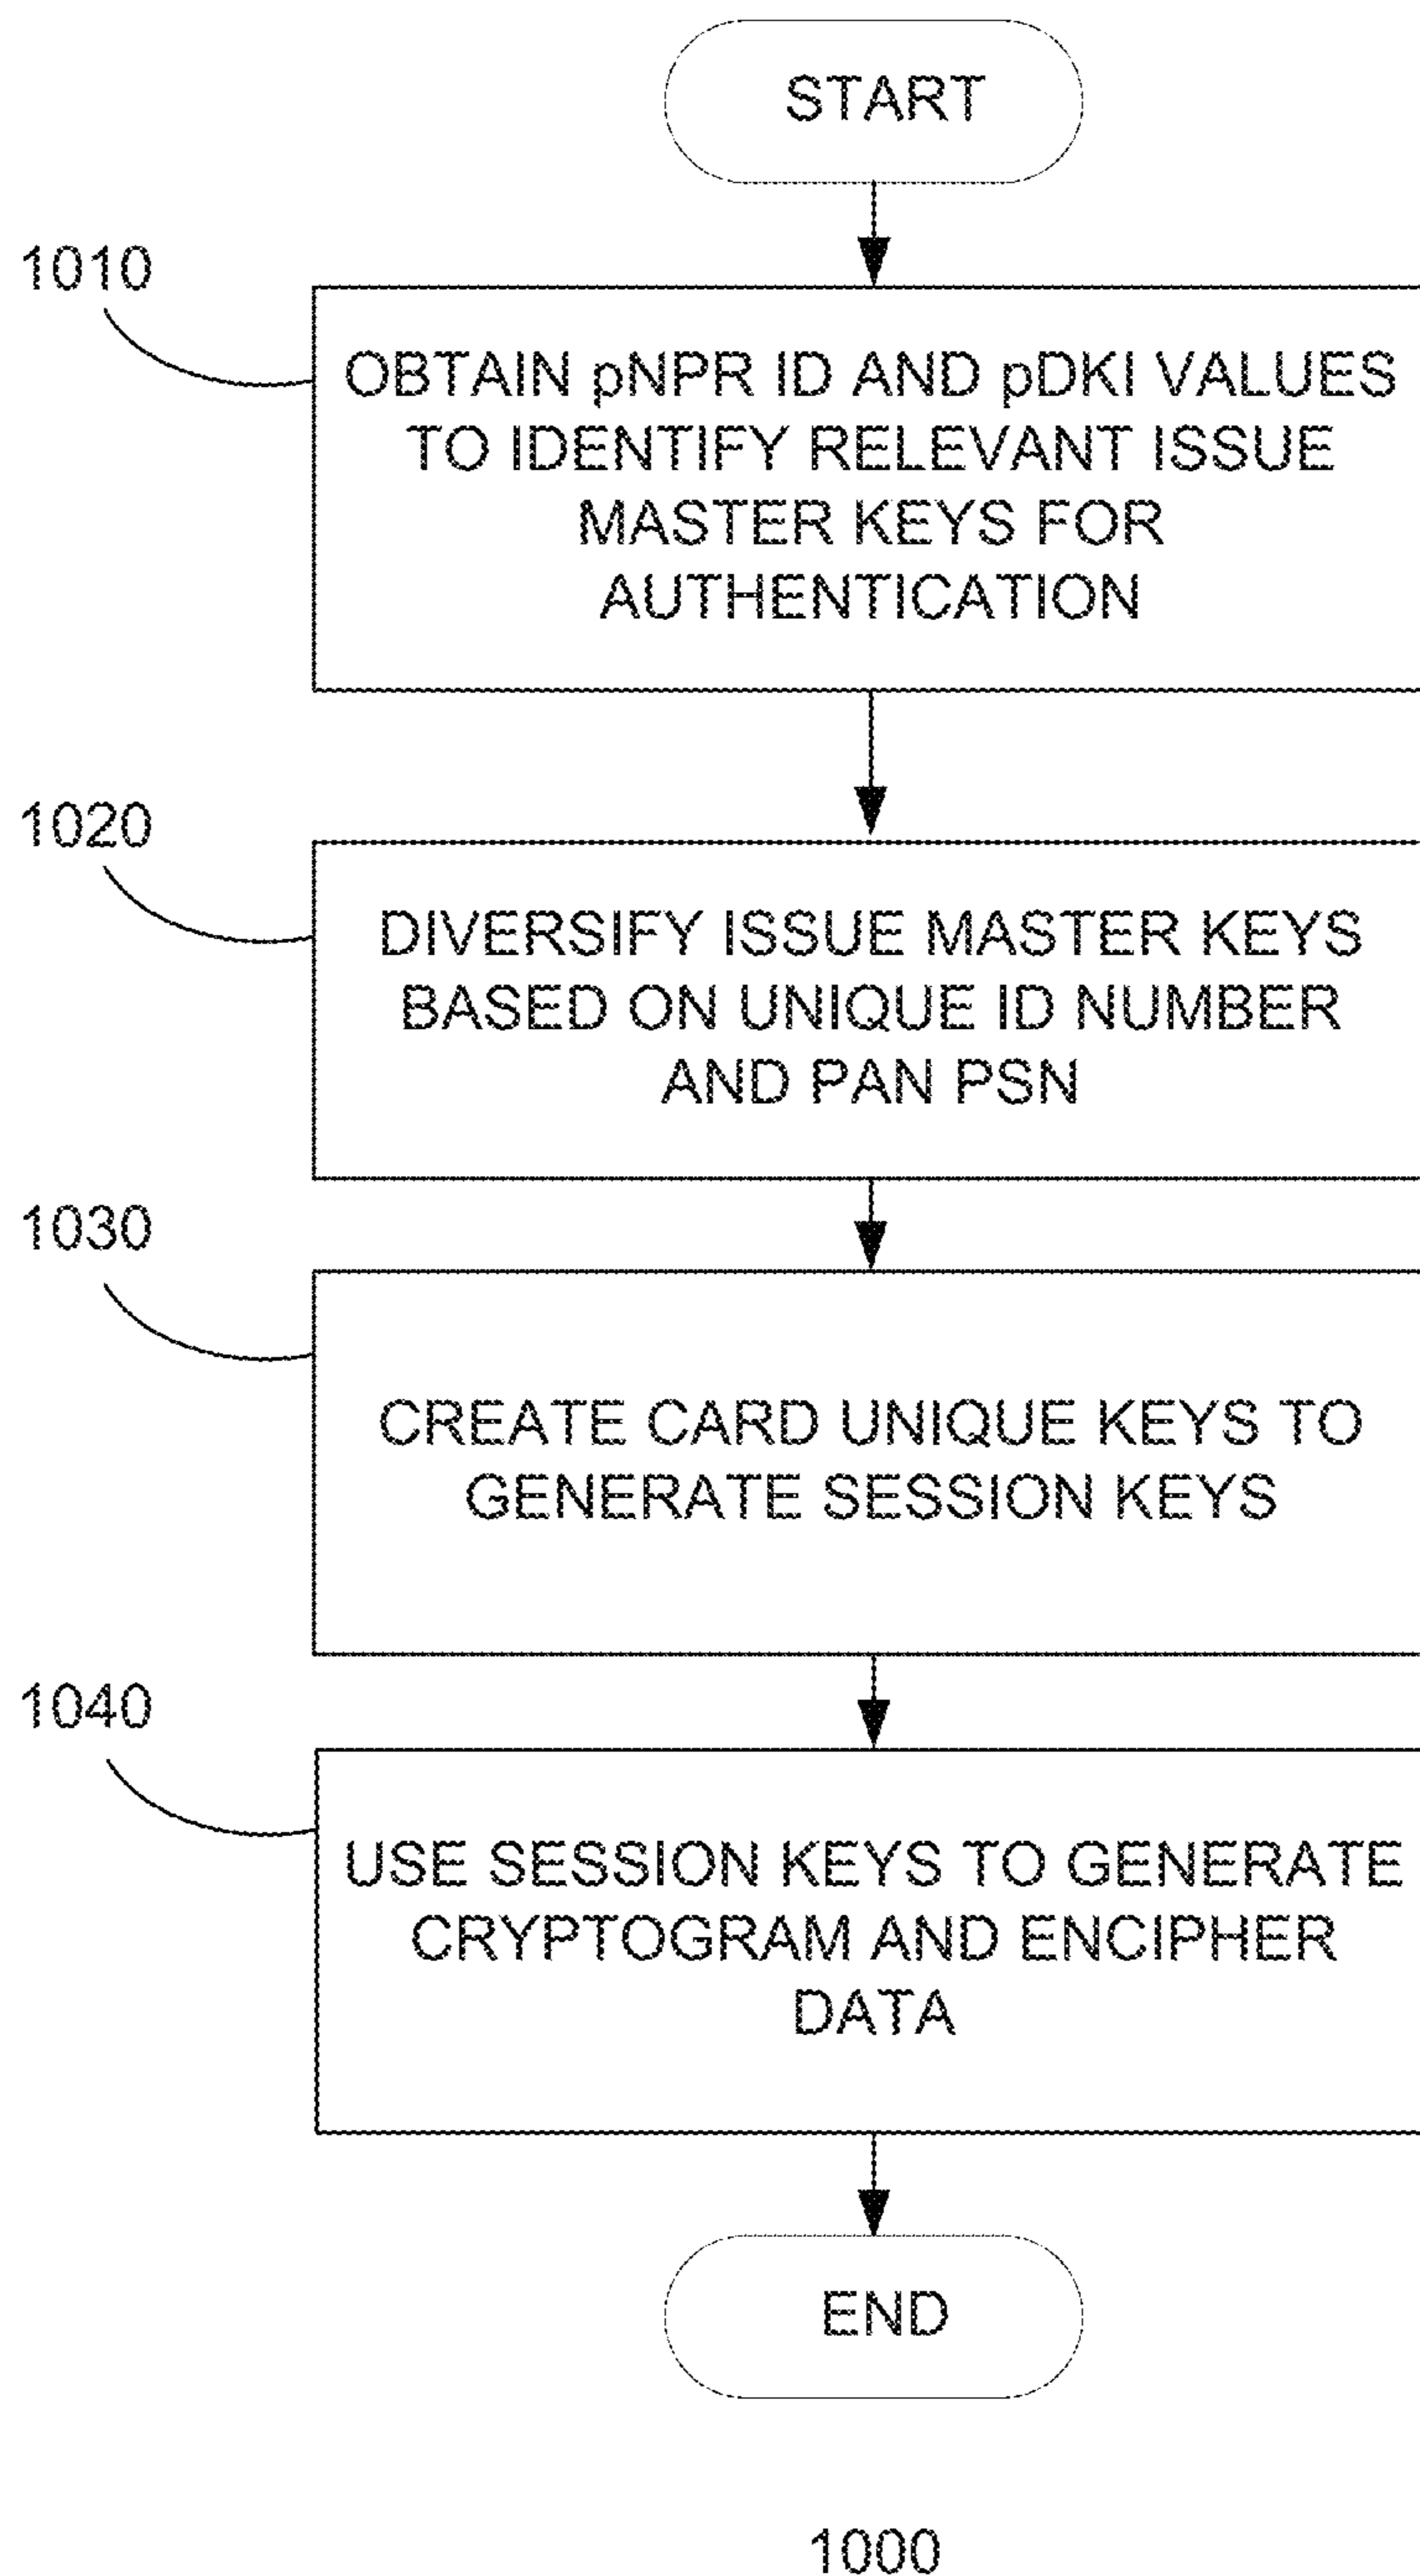 START
1010
OBTAIN pNPR ID AND pDKI VALUES
TO IDENTIFY RELEVANT ISSUE
MASTER KEYS FOR
AUTHENTICATION
1020
DIVERSIFY ISSUE MASTER KEYS
BASED ON UNIQUE ID NUMBER
AND PAN PSN
1030
CREATE CARD UNIQUE KEYS TO
GENERATE SESSION KEYS
1040
USE SESSION KEYS TO GENERATE
CRYPTOGRAM AND ENCIPHER
DATA
END
1000